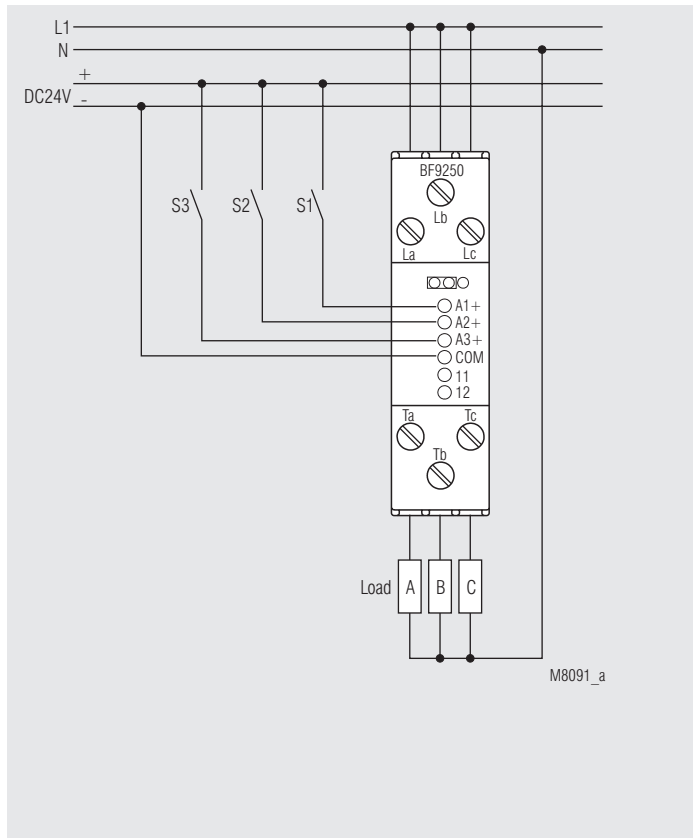 L1
N
+
DC24V -
BF9250
S3 S2 S1
Lb
La Lc
A1+
A2+
A3+
COM
11
12
Ta Tc
Tb
Load A B C
M8091_a